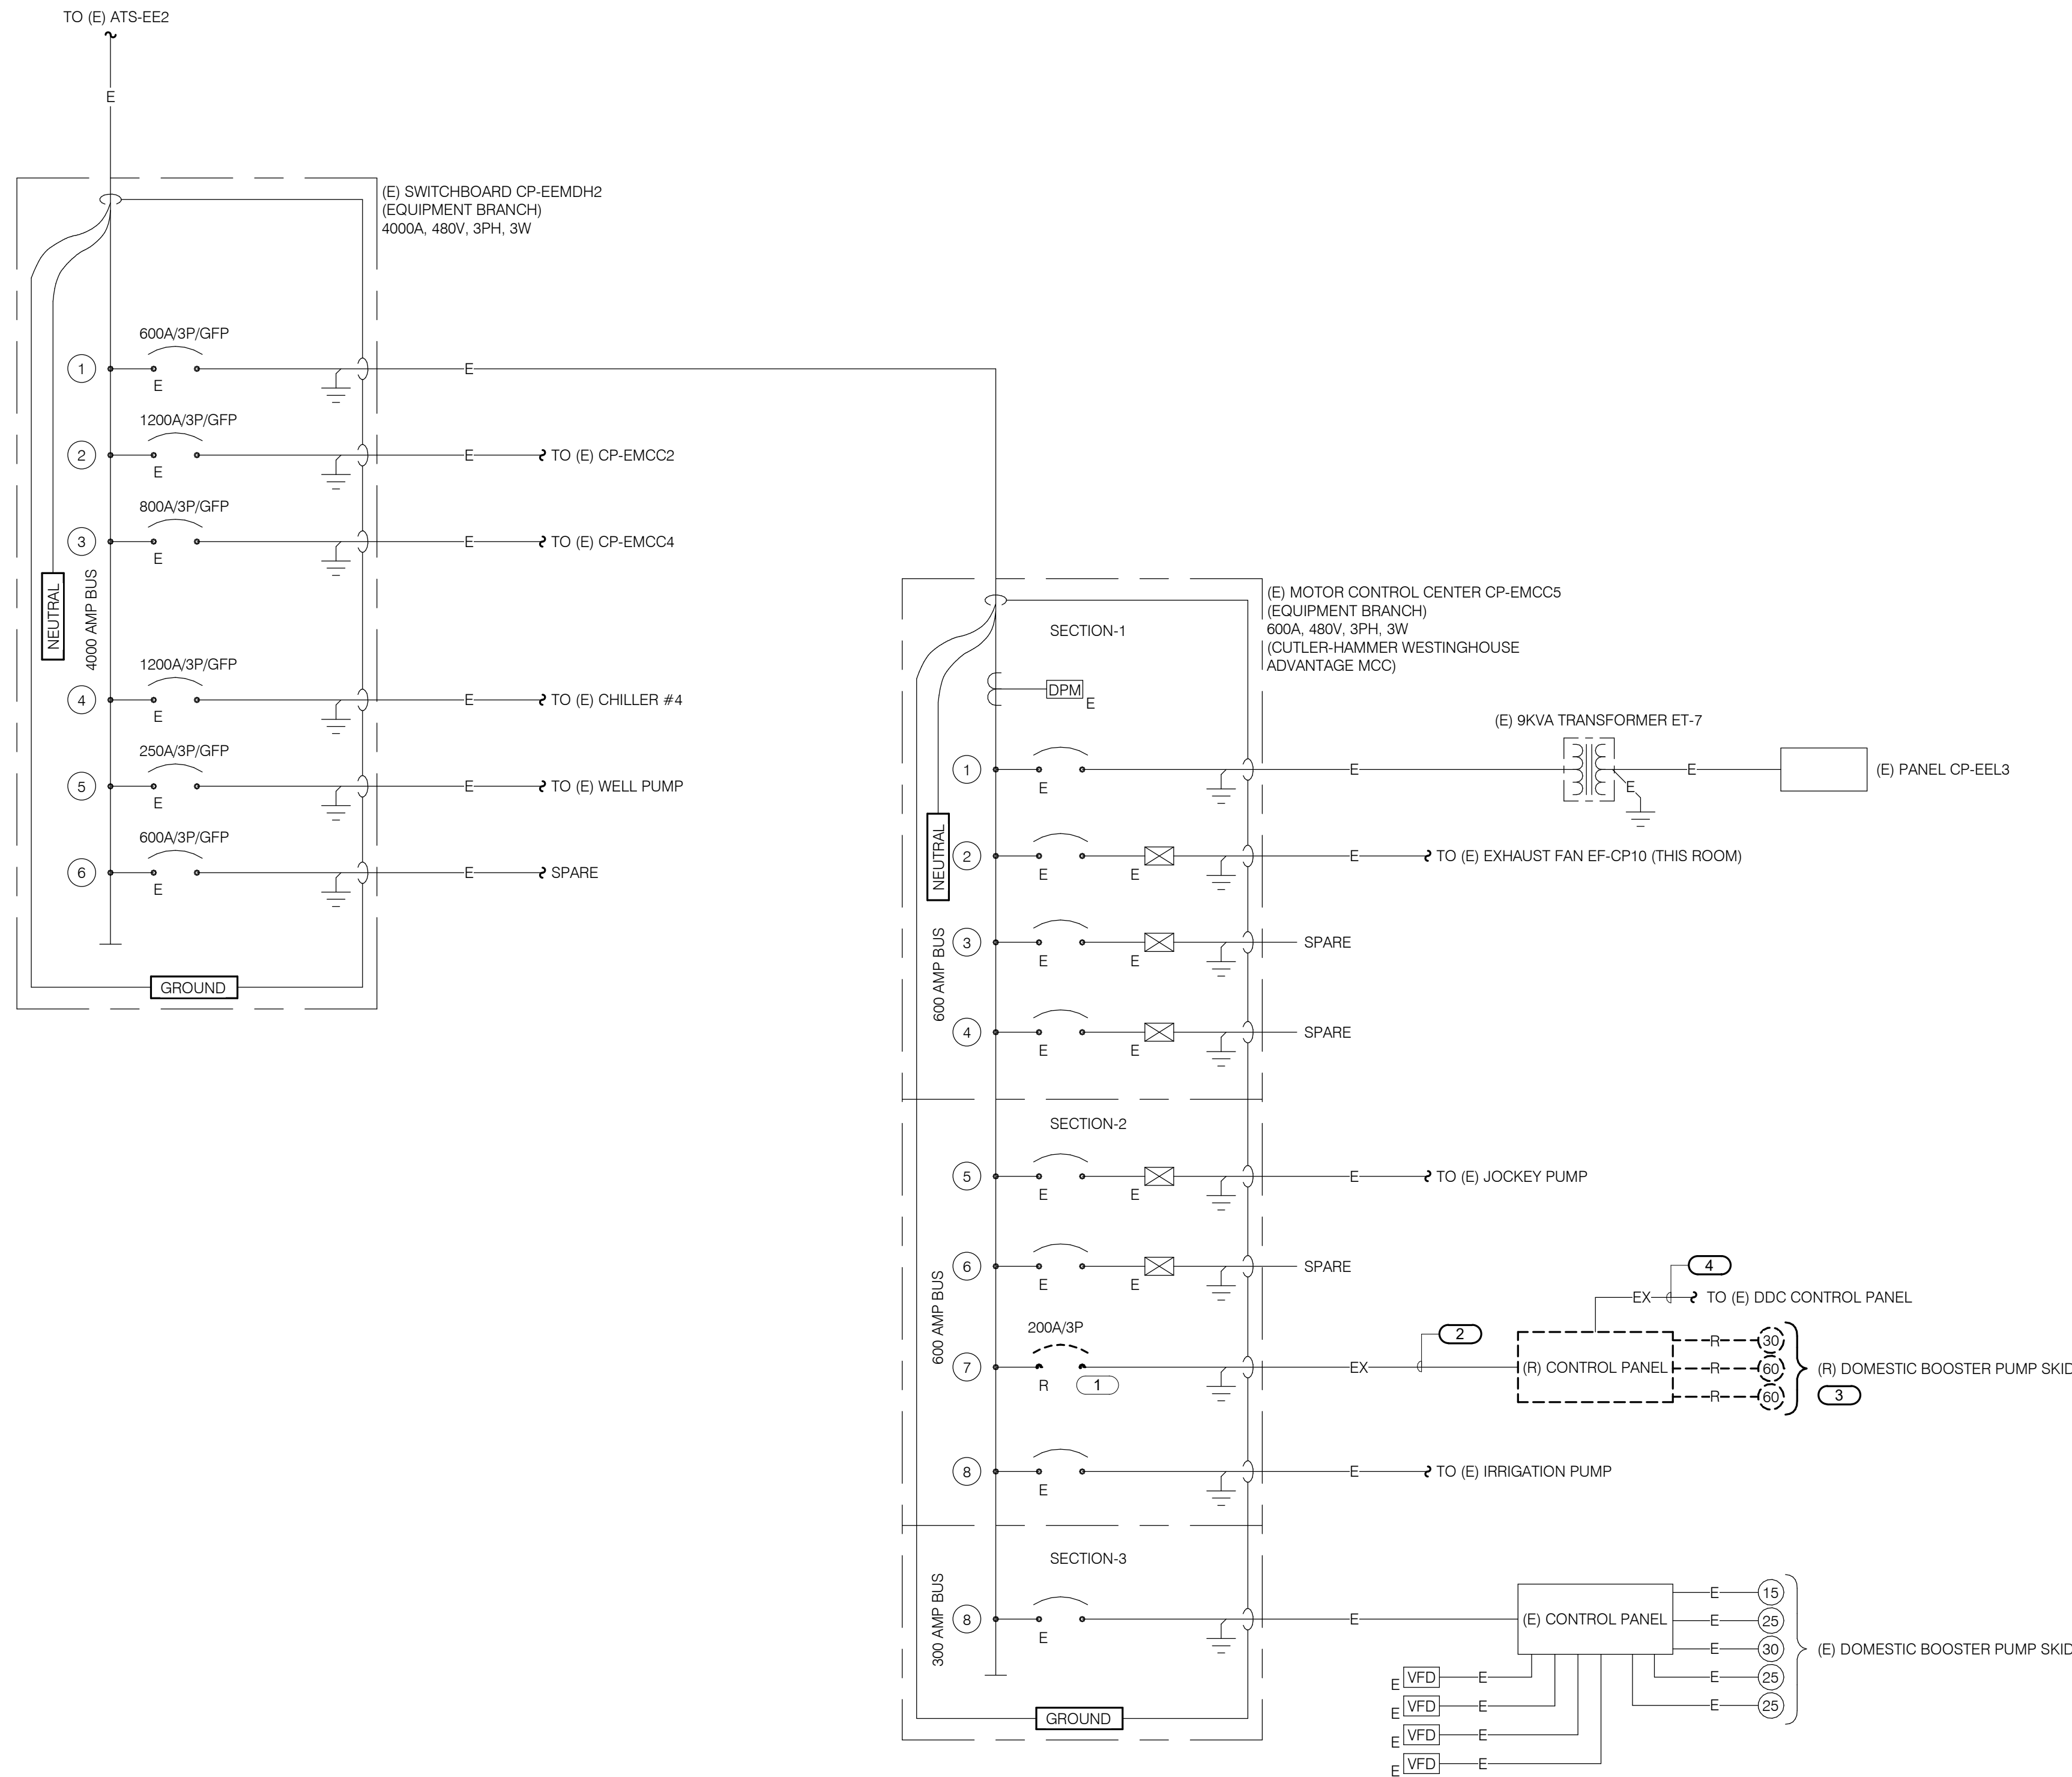 TO (E) ATS-EE2
E
(E) SWITCHBOARD CP-EEMDH2
(EQUIPMENT BRANCH)
4000A, 480V, 3PH, 3W
600A/3P/GFP
1
E
E
1200A/3P/GFP
2
E
E
TO (E) CP-EMCC2
800A/3P/GFP
3
E
E
TO (E) CP-EMCC4
NEUTRAL
4000 AMP BUS
1200A/3P/GFP
4
E
E
TO (E) CHILLER #4
250A/3P/GFP
5
E
E
TO (E) WELL PUMP
600A/3P/GFP
6
E
E
SPARE
GROUND
(E) MOTOR CONTROL CENTER CP-EMCC5
(EQUIPMENT BRANCH)
600A, 480V, 3PH, 3W
(CUTLER-HAMMER WESTINGHOUSE
ADVANTAGE MCC)
SECTION-1
DPM
E
(E) 9KVA TRANSFORMER ET-7
1
E
E
E
E
(E) PANEL CP-EEL3
NEUTRAL
2
E
E
E
TO (E) EXHAUST FAN EF-CP10 (THIS ROOM)
600 AMP BUS
3
E
E
SPARE
4
E
E
SPARE
SECTION-2
5
E
E
E
TO (E) JOCKEY PUMP
600 AMP BUS
6
E
E
SPARE
4
EX
TO (E) DDC CONTROL PANEL
200A/3P
7
R
1
EX
2
(R) CONTROL PANEL
R
30
R
60
R
60
(R) DOMESTIC BOOSTER PUMP SKID
3
8
E
E
TO (E) IRRIGATION PUMP
SECTION-3
300 AMP BUS
8
E
E
(E) CONTROL PANEL
E
15
E
25
E
30
E
25
E
25
(E) DOMESTIC BOOSTER PUMP SKID
E
VFD
E
E
VFD
E
E
VFD
E
E
VFD
E
GROUND